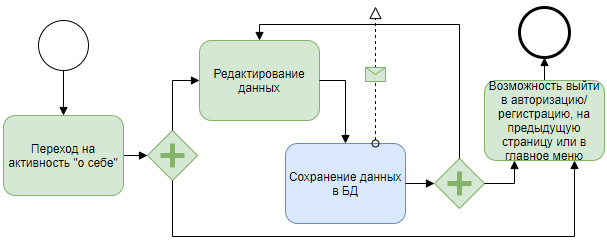 Переход на
активность "о себе"
Редактирование
данных
Сохранение данных
в БД
Возможность выйти
в авторизацию/
регистрацию, на
предыдущую
страницу или в
главное меню